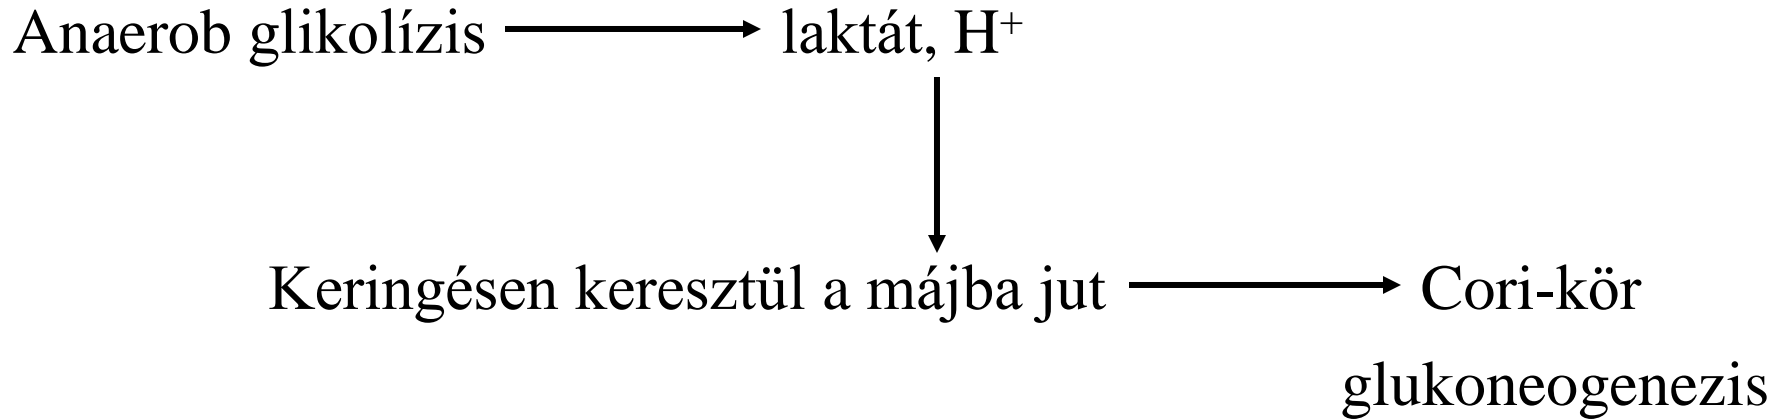 Anaerob glikolízis laktát, H⁺
Keringésen keresztül a májba jut Cori-kör
glukoneogenezis